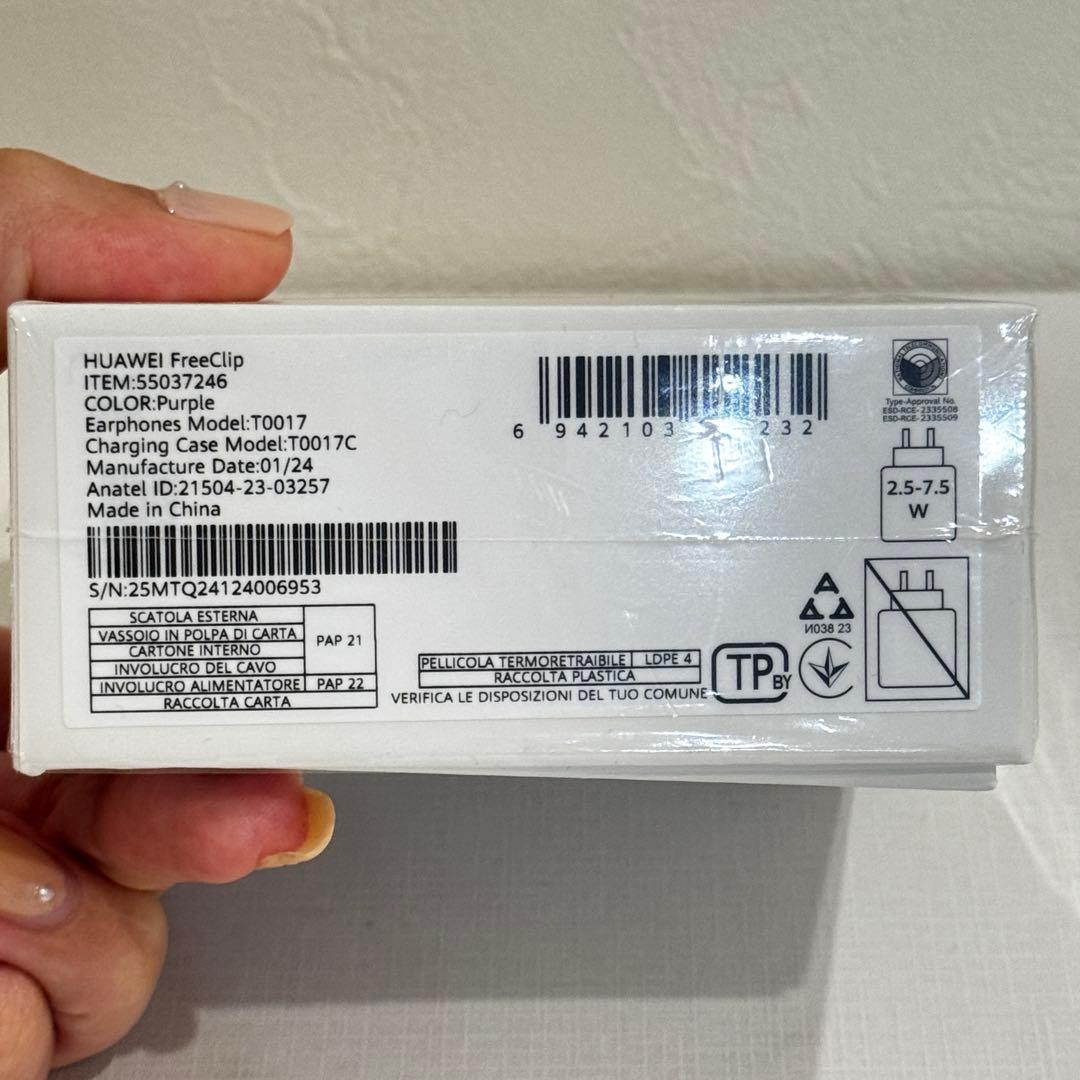 HUAWEI FreeClip
ITEM:55037246
COLOR:Purple
Earphones Model:T0017
Charging Case Model:T0017C
Manufacture Date:01/24
Anatel ID:21504-23-03257
Made in China
S/N:25MTQ24124006953
SCATOLA ESTERNA
VASSOIO IN POLPA DI CARTA
CARTONE INTERNO
INVOLUCRO DEL CAVO
PAP 21
INVOLUCRO ALIMENTATORE PAP 22
RACCOLTA CARTA
6 942103 232
PELLICOLA TERMORETRAIBILE LDPE 4
RACCOLTA PLASTICA
VERIFICA LE DISPOSIZIONI DEL TUO COMUNE
Type-Approval No.
ESD-RCE-2335508
ESD-RCE-2335509
2.5-7.5
W
И038 23
TP BY